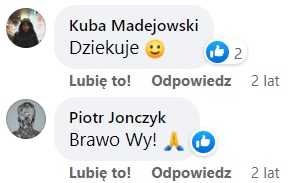 Kuba Madejowski
Dziekuje 🙂
2
Lubię to! Odpowiedz 2 lat
Piotr Jonczyk
Brawo Wy! 🙏
Lubię to! Odpowiedz 2 lat